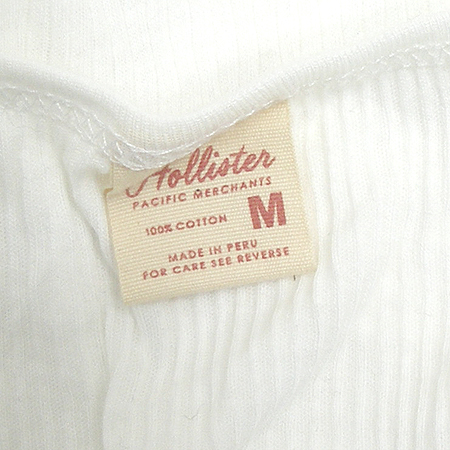 Hollister
PACIFIC MERCHANTS
100% COTTON M
MADE IN PERU
FOR CARE SEE REVERSE